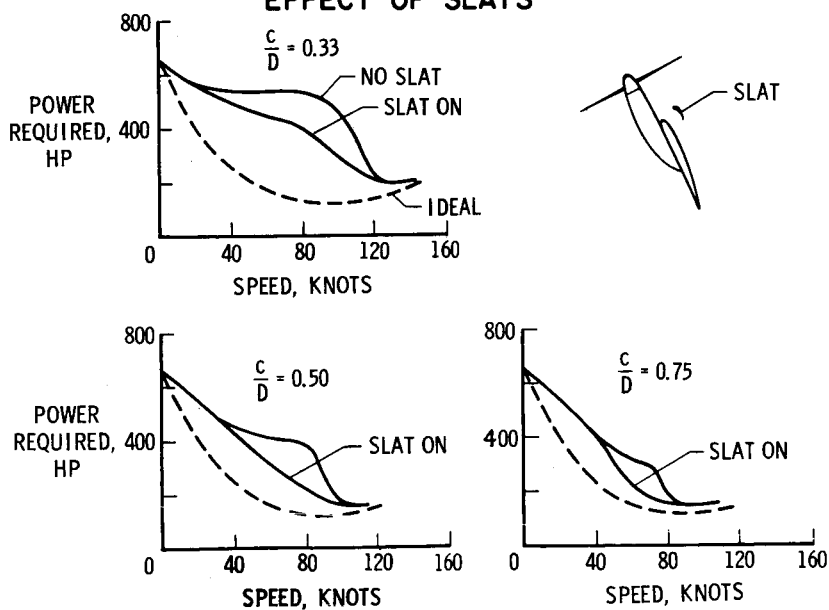 EFFECT OF SLATS
800
400
0
POWER
REQUIRED,
HP
c/D = 0.33
NO SLAT
SLAT ON
IDEAL
40 80 120 160
SPEED, KNOTS
SLAT
800
400
0
POWER
REQUIRED,
HP
c/D = 0.50
SLAT ON
40 80 120 160
SPEED, KNOTS
800
400
0
c/D = 0.75
SLAT ON
40 80 120 160
SPEED, KNOTS